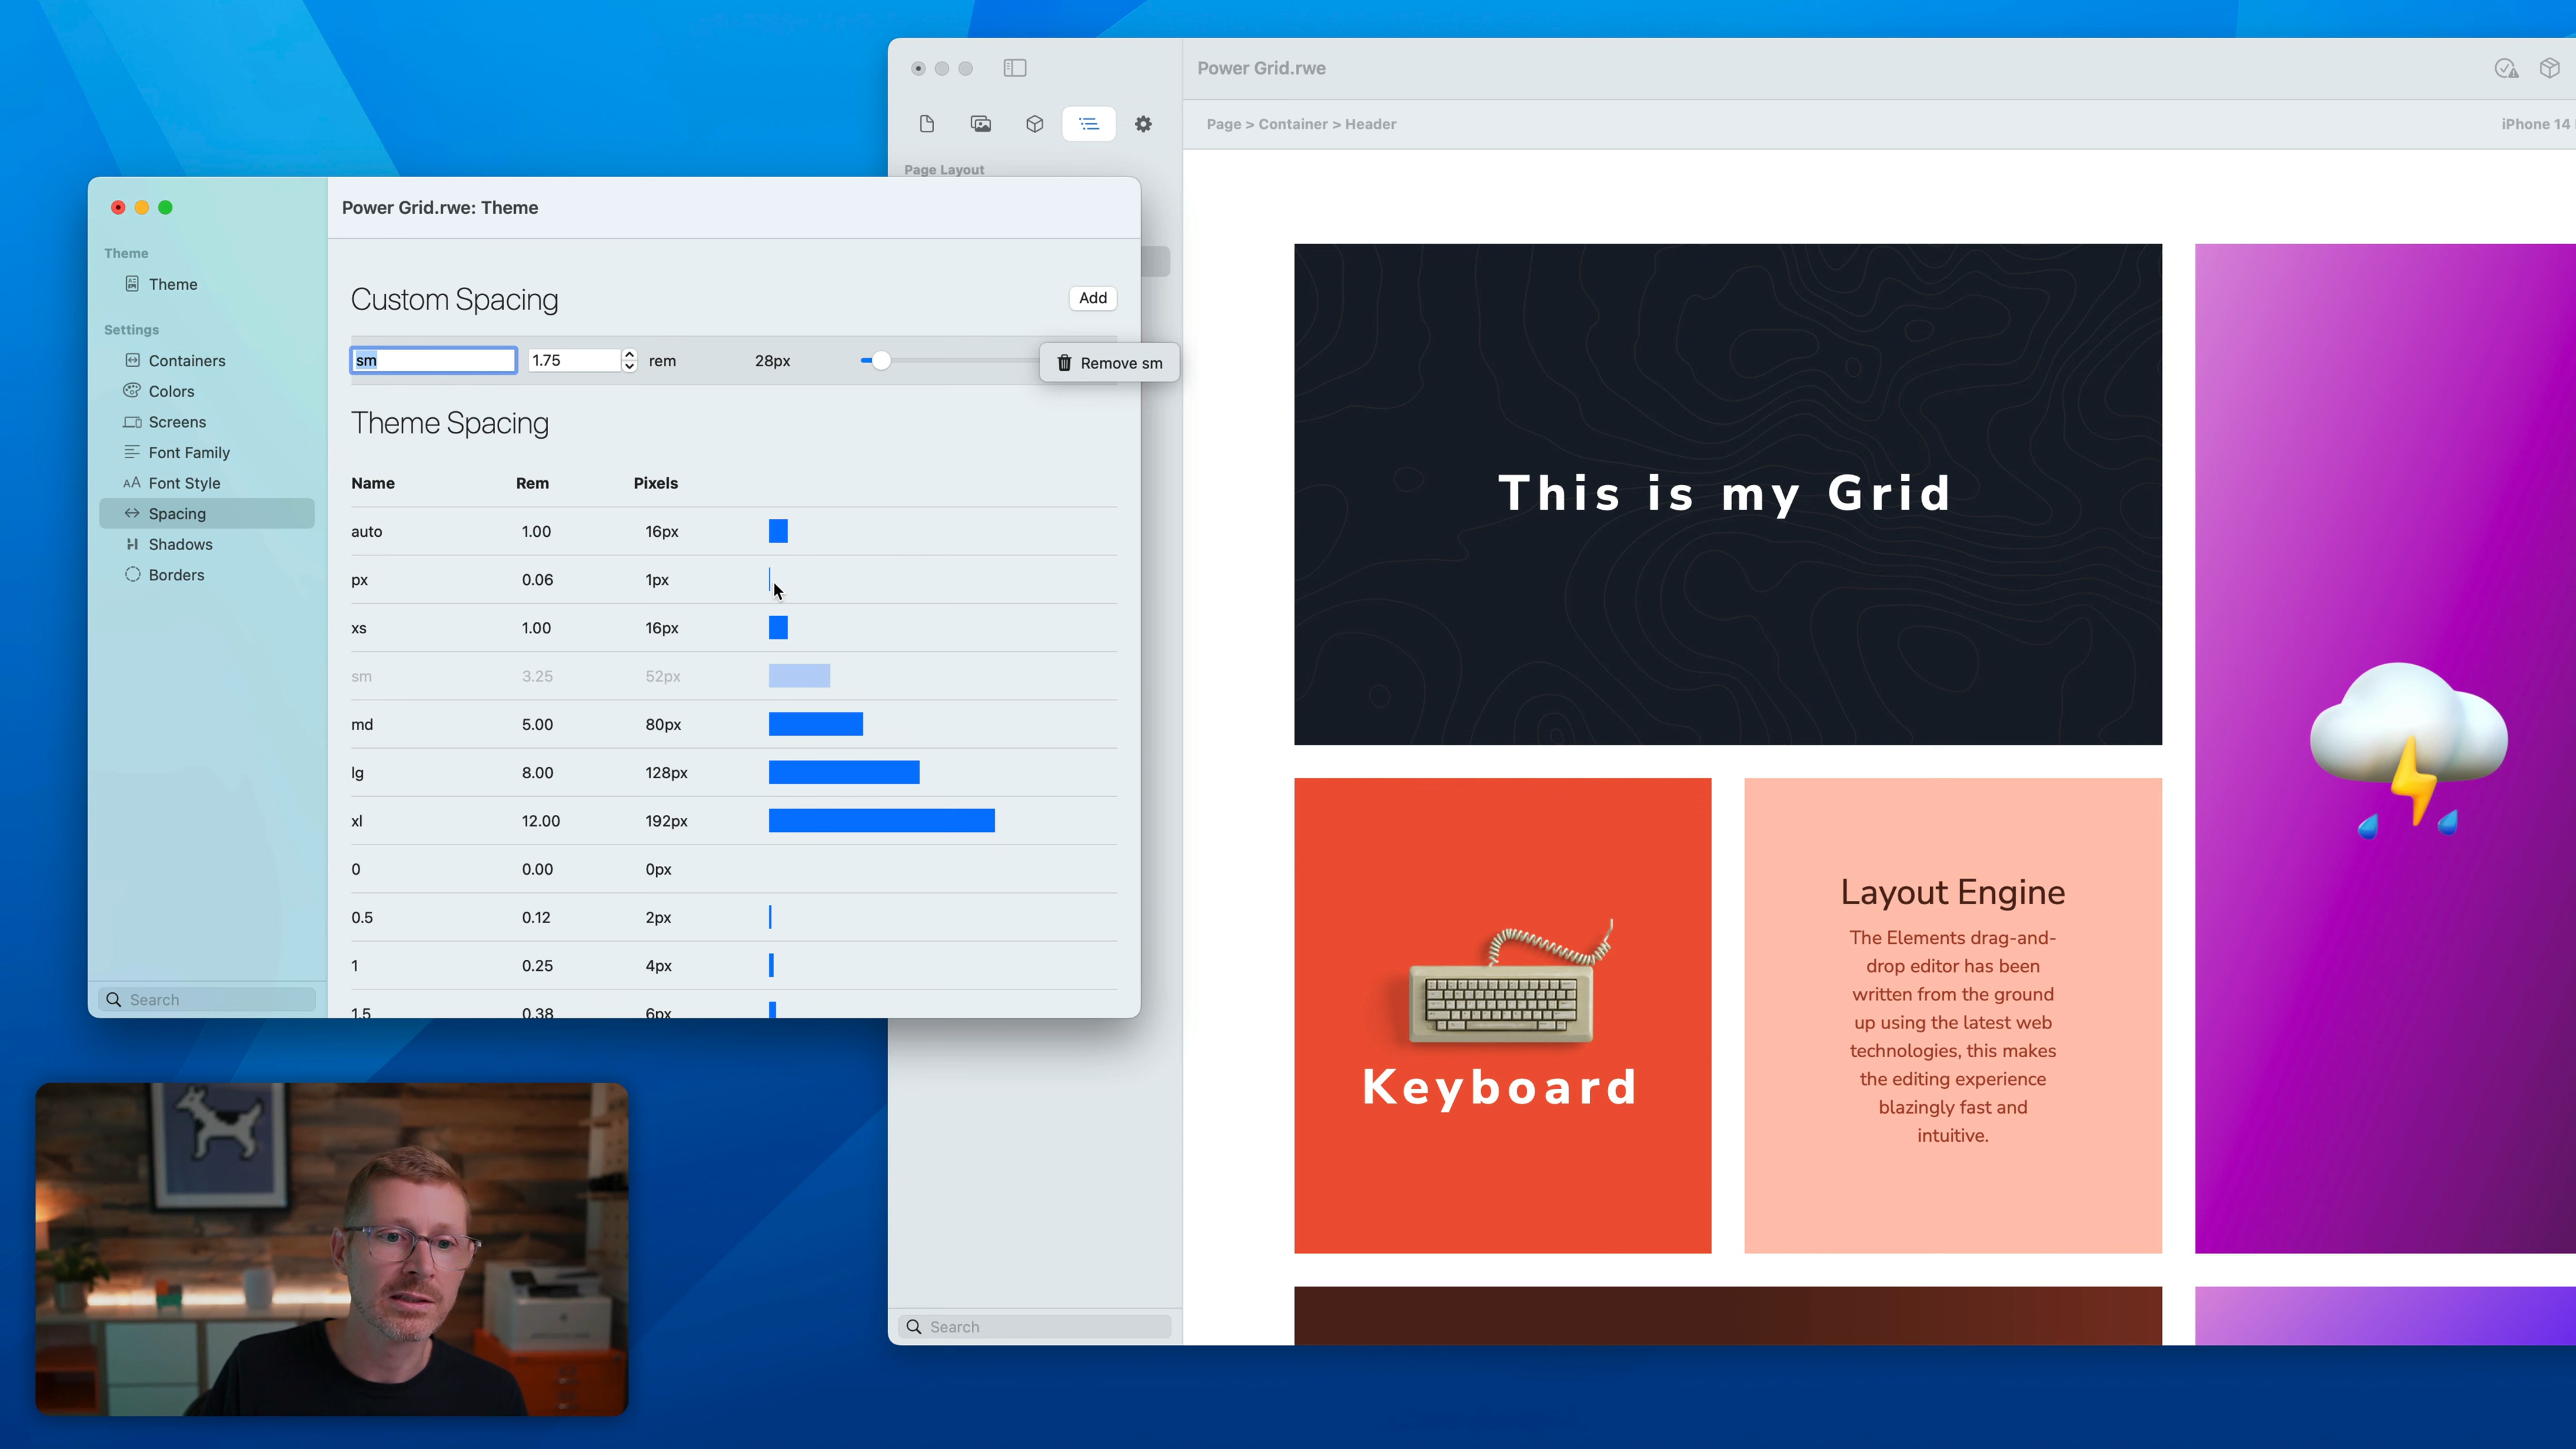 Power Grid.rwe
Page > Container > Header
iPhone 14
Page Layout
Power Grid.rwe: Theme
Theme
Theme
Settings
Containers
Colors
Screens
Font Family
Font Style
Spacing
Shadows
Borders
Search
Custom Spacing
Add
sm 1.75 rem 28px
Remove sm
Theme Spacing
Name Rem Pixels
auto 1.00 16px
px 0.06 1px
xs 1.00 16px
sm 3.25 52px
md 5.00 80px
lg 8.00 128px
xl 12.00 192px
0 0.00 0px
0.5 0.12 2px
1 0.25 4px
1.5 0.38 6px
Search
This is my Grid
Keyboard
Layout Engine
The Elements drag-and-
drop editor has been
written from the ground
up using the latest web
technologies, this makes
the editing experience
blazingly fast and
intuitive.